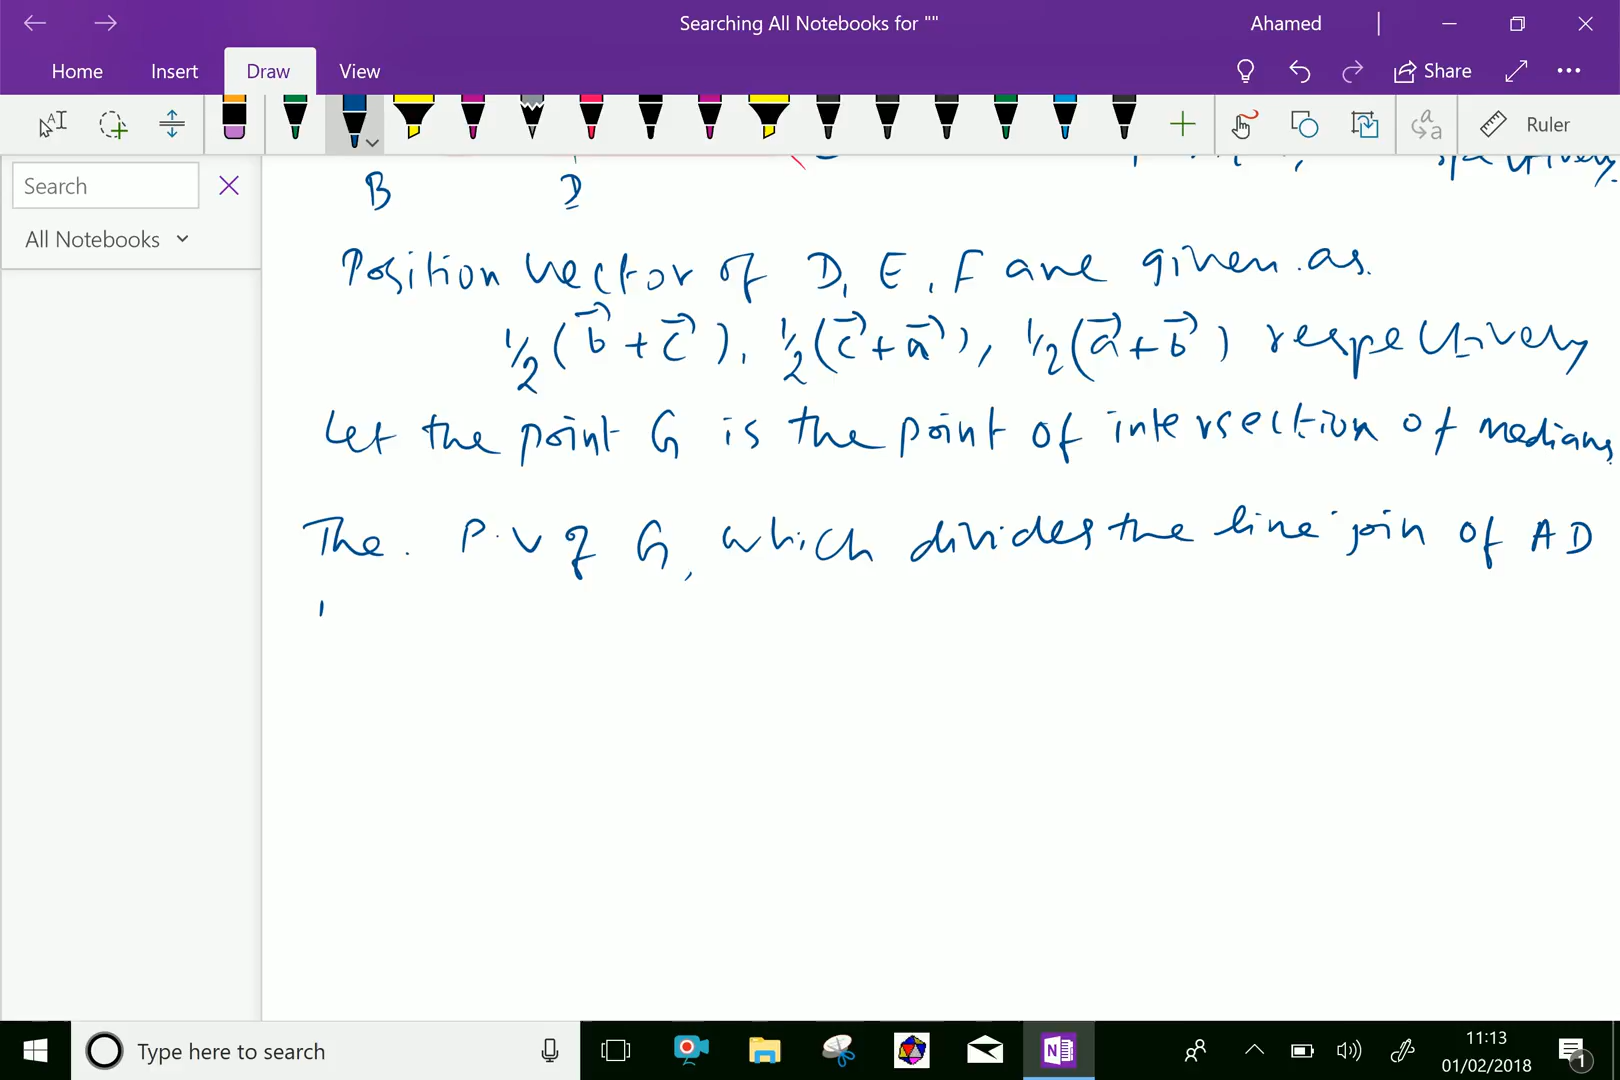 Searching All Notebooks for ""
Ahamed
Home Insert Draw View
Share
Ruler
Search
All Notebooks
B D
Position vector of D, E, F are given as.
½(b⃗ + c⃗), ½(c⃗ + a⃗), ½(a⃗ + b⃗) respectively
Let the point G is the point of intersection of medians.
The. P.V of G, which divides the line join of AD
Type here to search
11:13
01/02/2018
1